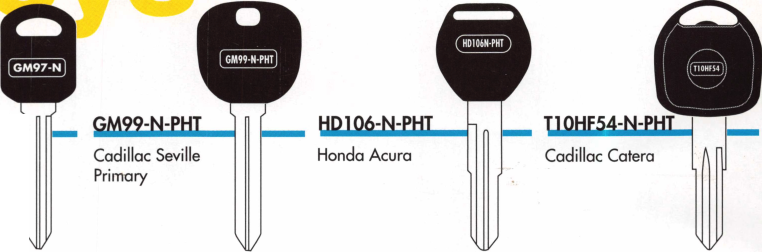 GM97-N
GM99-N-PHT
HD106N-PHT
T10HF54
GM99-N-PHT
Cadillac Seville
Primary
HD106-N-PHT
Honda Acura
T10HF54-N-PHT
Cadillac Catera